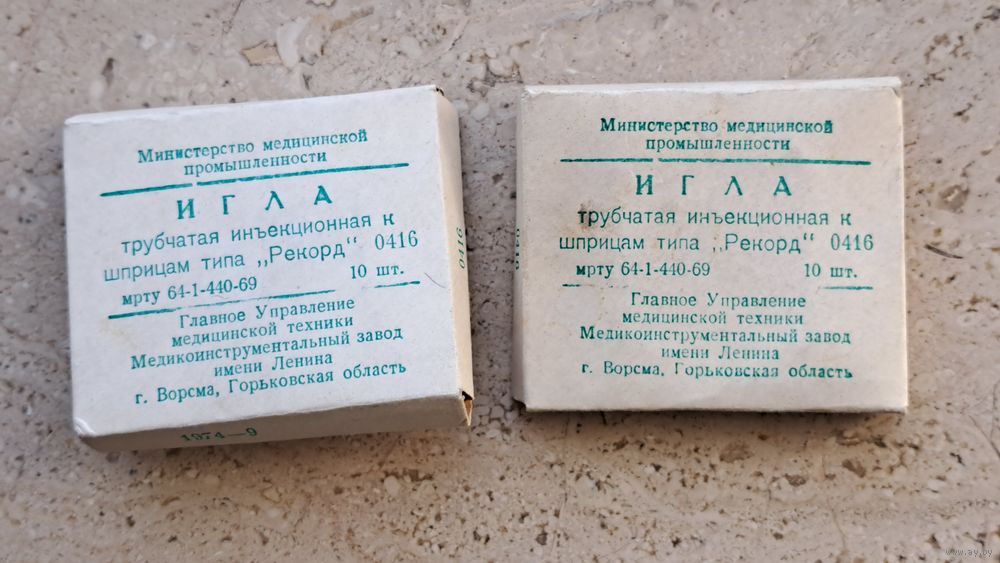 Министерство медицинской
промышленности
ИГЛА
трубчатая инъекционная к
шприцам типа „Рекорд“ 0416
мрту 64-1-440-69 10 шт.
Главное Управление
медицинской техники
Медикоинструментальный завод
имени Ленина
г. Ворсма, Горьковская область
1974—9
0416
Министерство медицинской
промышленности
ИГЛА
трубчатая инъекционная к
шприцам типа „Рекорд“ 0416
мрту 64-1-440-69 10 шт.
Главное Управление
медицинской техники
Медикоинструментальный завод
имени Ленина
г. Ворсма, Горьковская область
www.ay.by